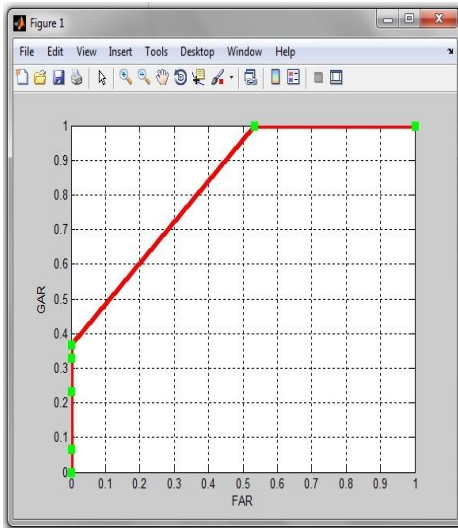 Figure 1
File Edit View Insert Tools Desktop Window Help
1
0.9
0.8
0.7
0.6
0.5
0.4
0.3
0.2
0.1
0
GAR
0 0.1 0.2 0.3 0.4 0.5 0.6 0.7 0.8 0.9 1
FAR